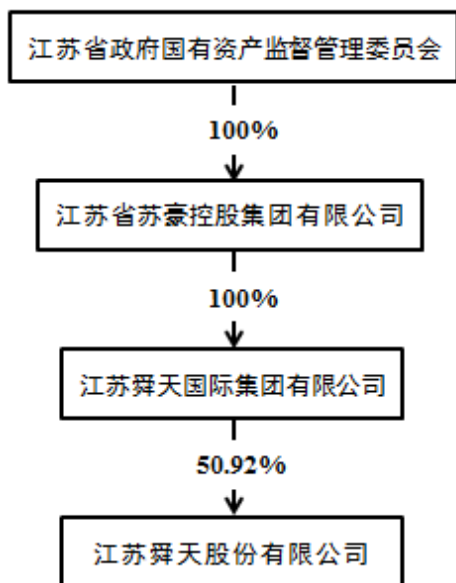 江苏省政府国有资产监督管理委员会
100%
江苏省苏豪控股集团有限公司
100%
江苏舜天国际集团有限公司
50.92%
江苏舜天股份有限公司